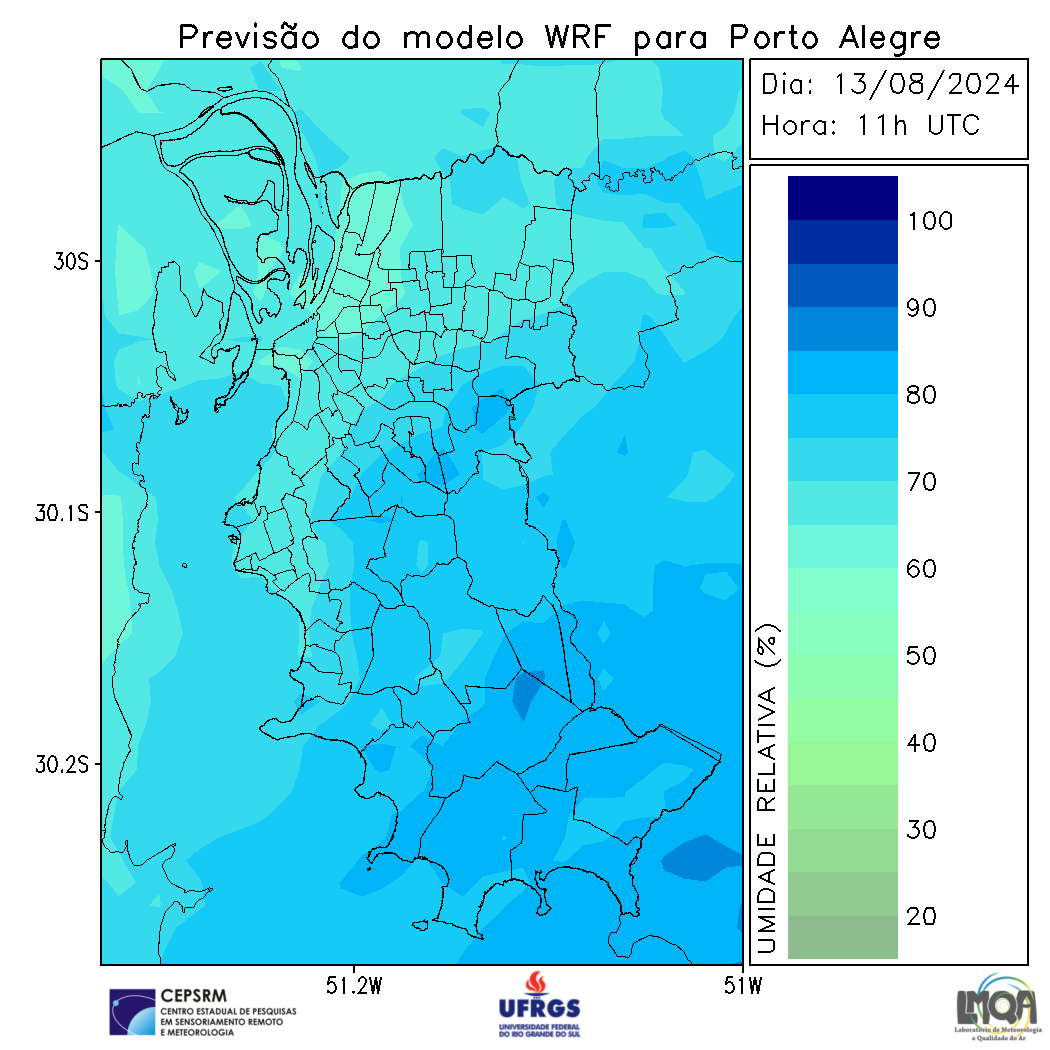 Previsão do modelo WRF para Porto Alegre
Dia: 13/08/2024
Hora: 11h UTC
30S
30.1S
30.2S
51.2W
51W
UMIDADE RELATIVA (%)
100
90
80
70
60
50
40
30
20
CEPSRM
CENTRO ESTADUAL DE PESQUISAS
EM SENSORIAMENTO REMOTO
E METEOROLOGIA
UFRGS
UNIVERSIDADE FEDERAL
DO RIO GRANDE DO SUL
LMQA
Laboratório de Meteorologia
e Qualidade do Ar